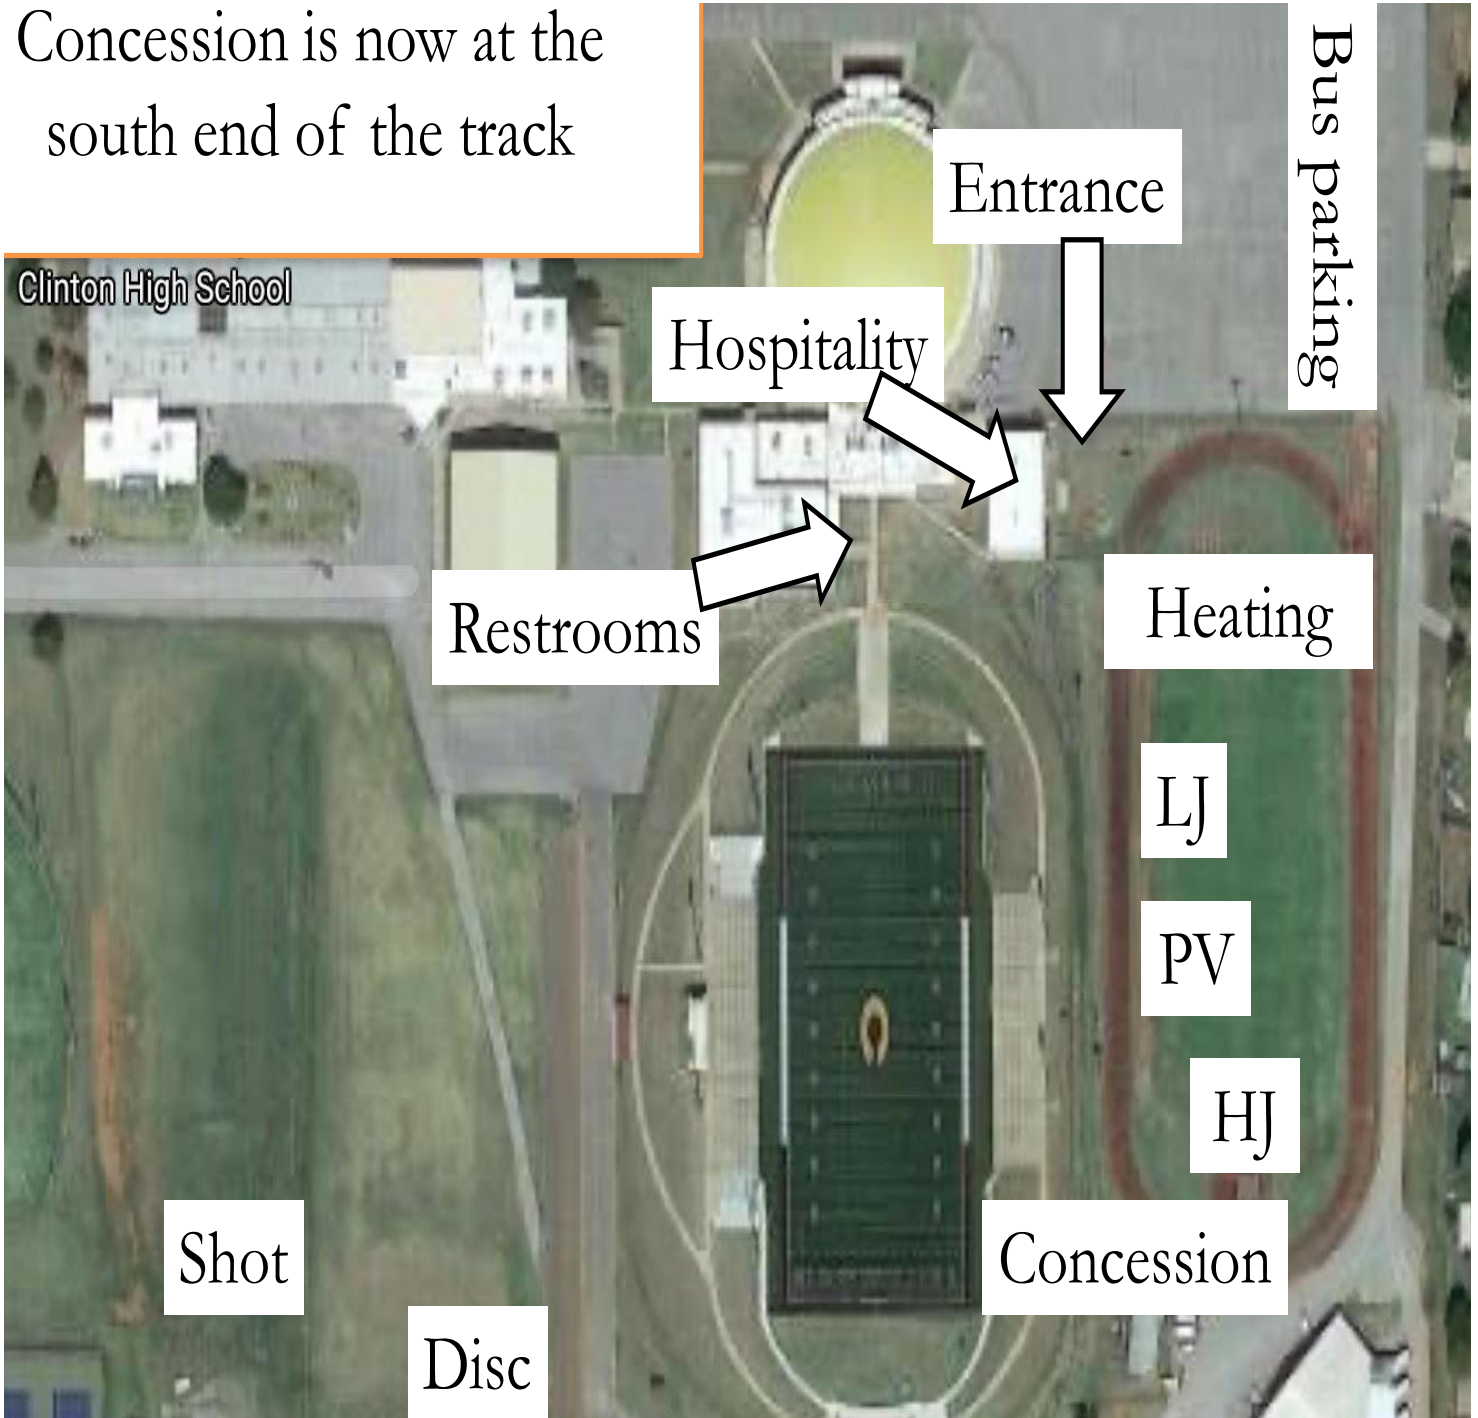 Concession is now at the
south end of the track
Bus parking
Entrance
Clinton High School
Hospitality
Restrooms
Heating
LJ
PV
HJ
Shot
Concession
Disc